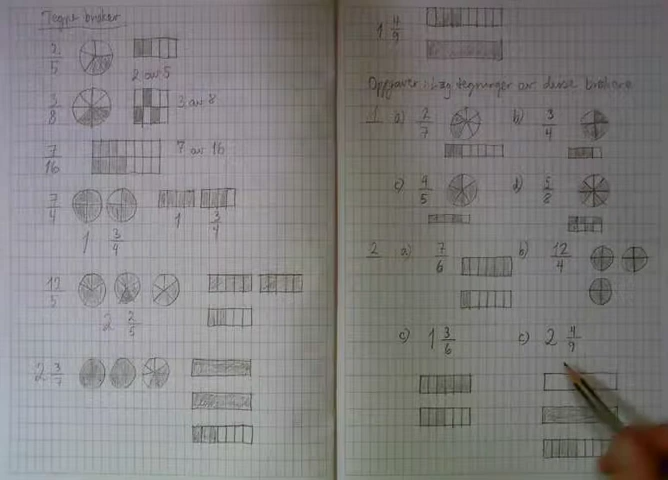 Tegne brøker
2/5
2 av 5
3/8
3 av 8
7/16
7 av 16
7/4
1
3/4
1 3/4
12/5
2 2/5
2 3/7
1 4/9
Oppgaver: Lag tegninger av disse brøkene
1 a) 2/7 b) 3/4
c) 4/5 d) 5/8
2 a) 7/6 b) 12/4
c) 1 3/6 c) 2 4/9